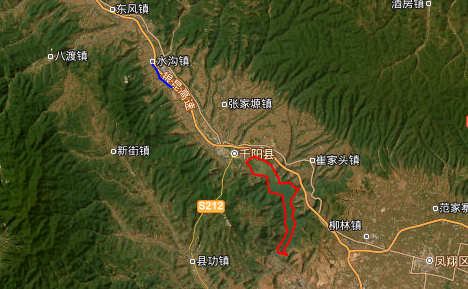 东风镇
酒房镇
八渡镇
水沟镇
银昆高速
张家塬镇
新街镇
千阳县
崔家头镇
S212
范家寨
柳林镇
县功镇
凤翔区